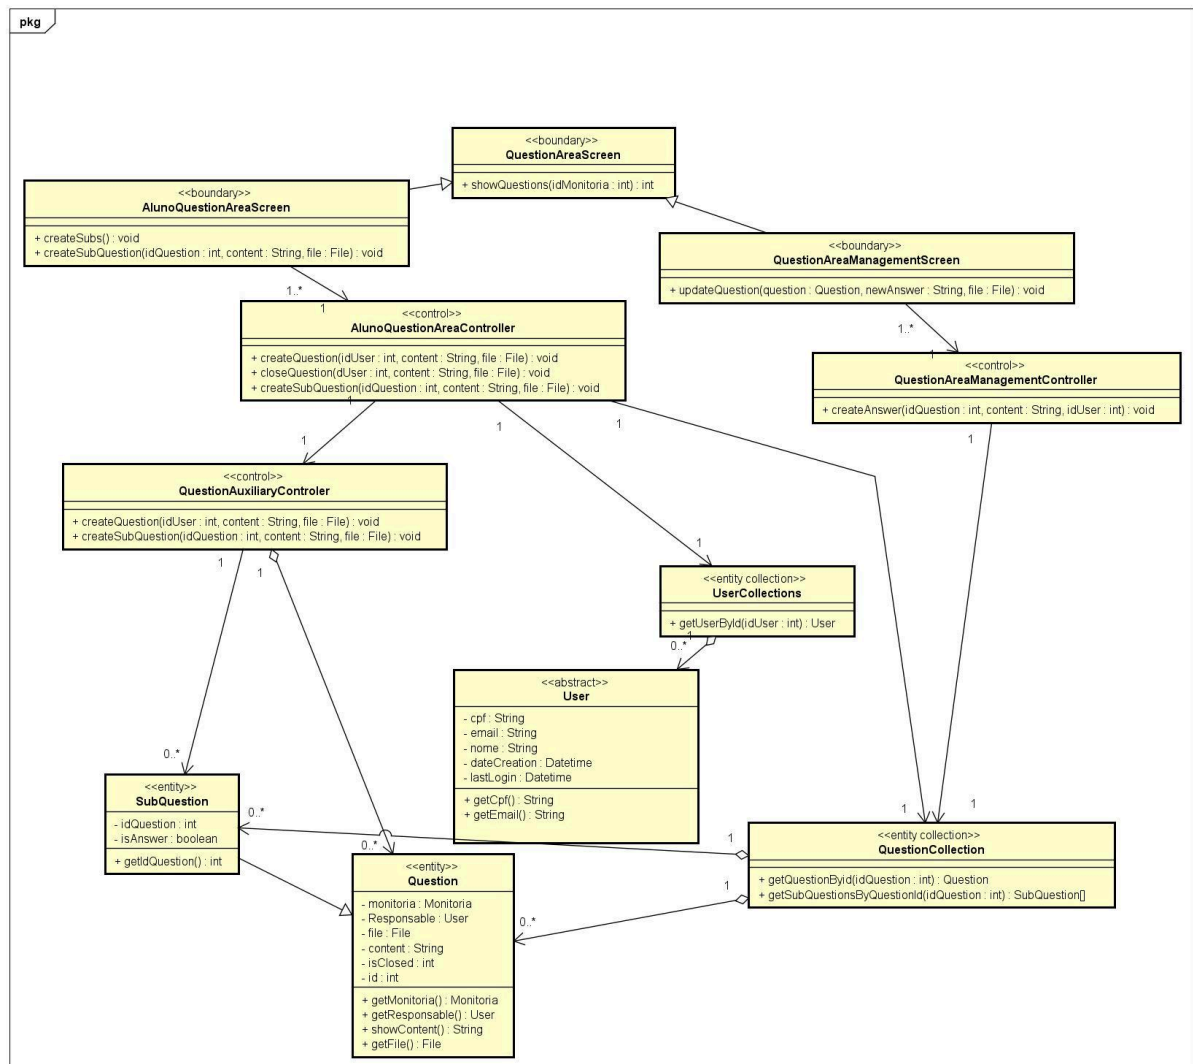 pkg
<<boundary>>
QuestionAreaScreen
+ showQuestions(idMonitoria : int) : int
<<boundary>>
AlunoQuestionAreaScreen
+ createSubs() : void
+ createSubQuestion(idQuestion : int, content : String, file : File) : void
<<boundary>>
QuestionAreaManagementScreen
+ updateQuestion(question : Question, newAnswer : String, file : File) : void
1..*
1
1..*
1
<<control>>
AlunoQuestionAreaController
+ createQuestion(idUser : int, content : String, file : File) : void
+ closeQuestion(dUser : int, content : String, file : File) : void
+ createSubQuestion(idQuestion : int, content : String, file : File) : void
<<control>>
QuestionAreaManagementController
+ createAnswer(idQuestion : int, content : String, idUser : int) : void
1
1
1
1
1
<<control>>
QuestionAuxiliaryControler
+ createQuestion(idUser : int, content : String, file : File) : void
+ createSubQuestion(idQuestion : int, content : String, file : File) : void
1
1
1
<<entity collection>>
UserCollections
+ getUserById(idUser : int) : User
1
0..*
<<abstract>>
User
- cpf : String
- email : String
- nome : String
- dateCreation : Datetime
- lastLogin : Datetime
+ getCpf() : String
+ getEmail() : String
0..*
<<entity>>
SubQuestion
- idQuestion : int
- isAnswer : boolean
+ getIdQuestion() : int
0..*
0..*
1
1
1
<<entity collection>>
QuestionCollection
+ getQuestionByid(idQuestion : int) : Question
+ getSubQuestionsByQuestionId(idQuestion : int) : SubQuestion[]
1
0..*
<<entity>>
Question
- monitoria : Monitoria
- Responsable : User
- file : File
- content : String
- isClosed : int
- id : int
+ getMonitoria() : Monitoria
+ getResponsable() : User
+ showContent() : String
+ getFile() : File